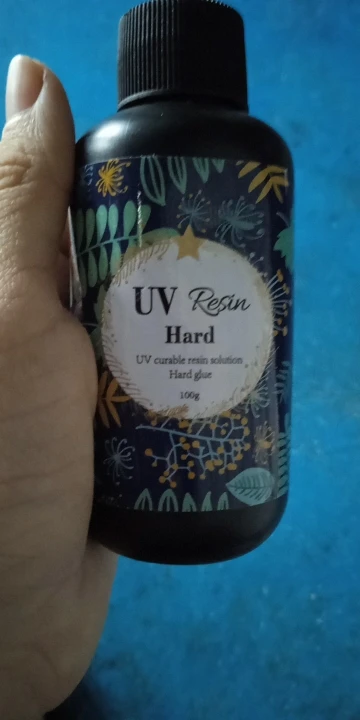 UV Resin
Hard
UV curable resin solution
Hard glue
100g